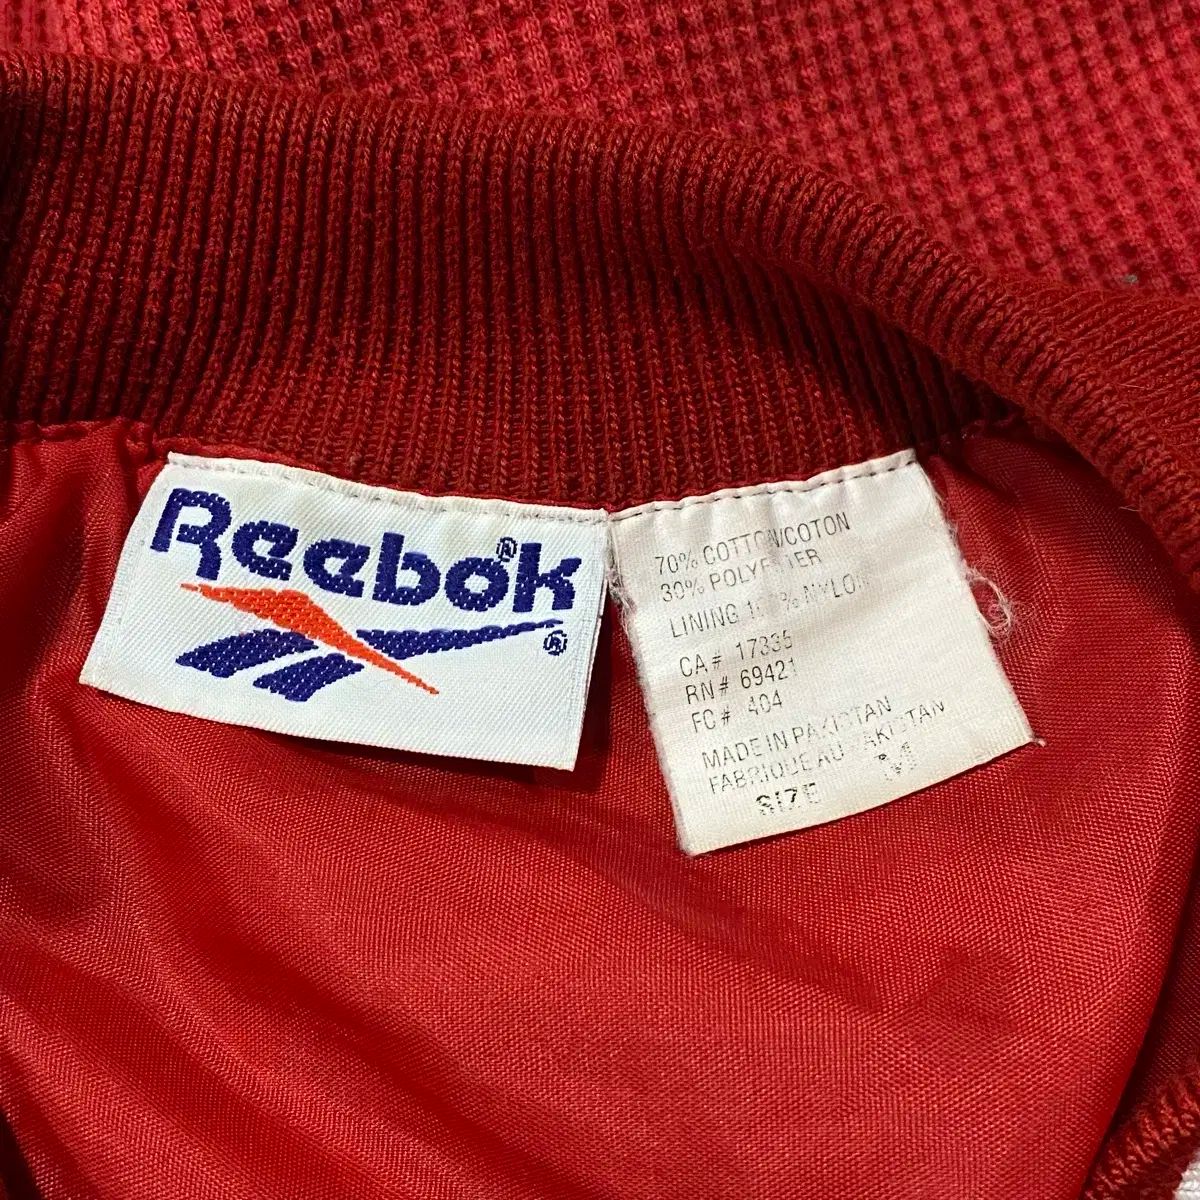 Reebok®
®
70% COTTON/COTON
30% POLYESTER
LINING 100% NYLON
CA# 17335
RN# 69421
FC# 404
MADE IN PAKISTAN
FABRIQUE AU PAKISTAN
SIZE M